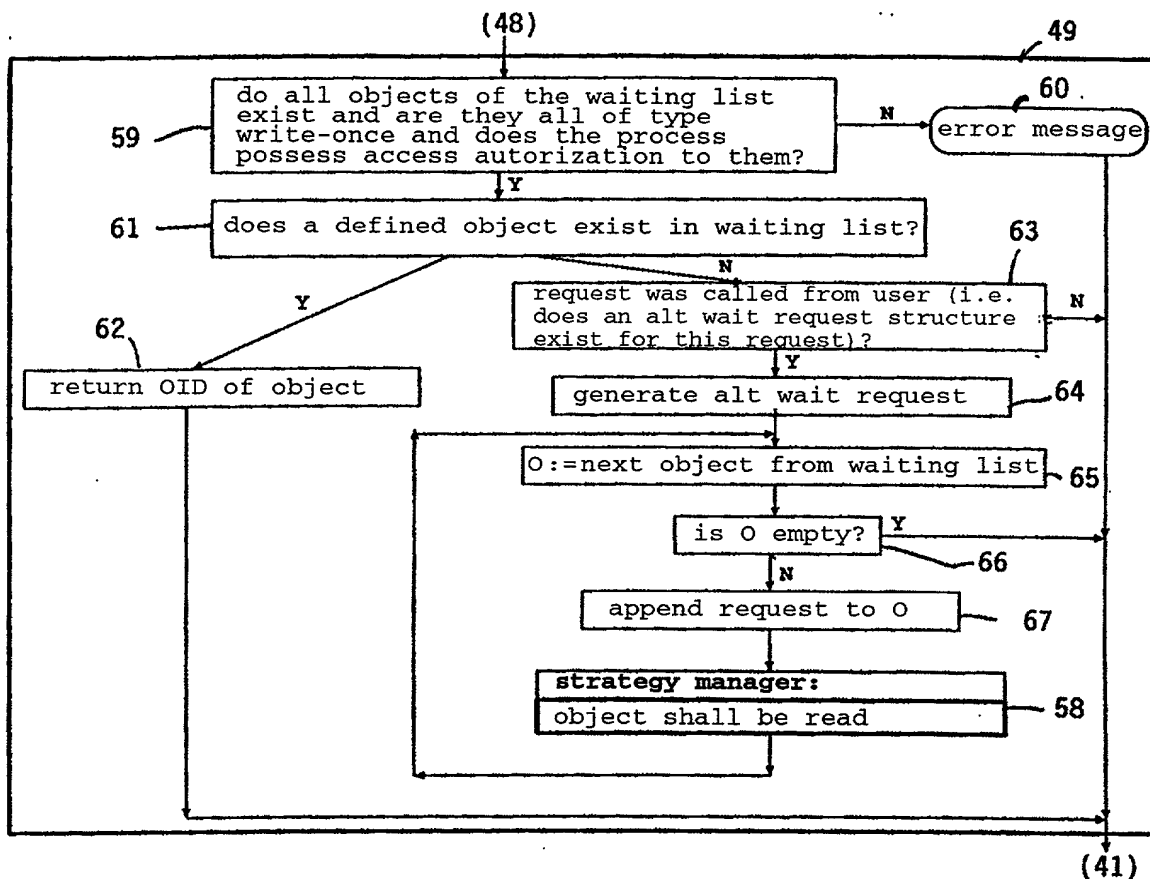 (48)
49
do all objects of the waiting list
exist and are they all of type
write-once and does the process
possess access autorization to them?
59
N
60
error message
Y
61
does a defined object exist in waiting list?
Y
N
63
request was called from user (i.e.
does an alt wait request structure
exist for this request)?
N
62
return OID of object
Y
generate alt wait request
64
O:=next object from waiting list
65
is O empty?
Y
66
N
append request to O
67
strategy manager:
object shall be read
58
(41)